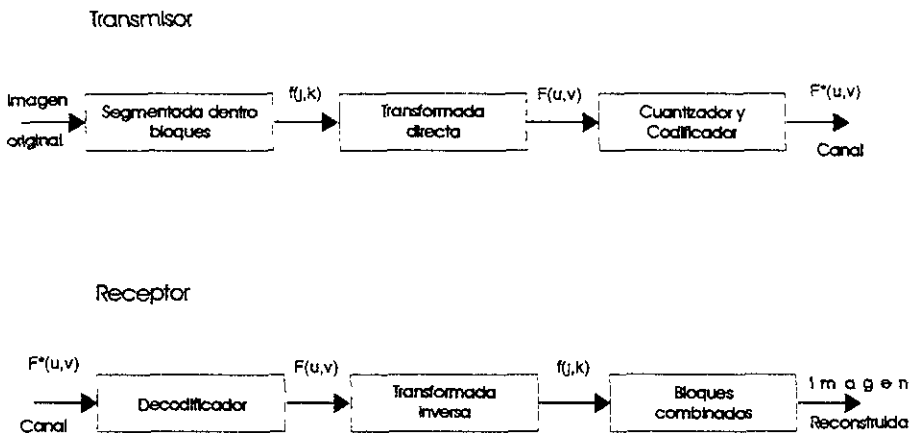 Transmisor
Imagen
original
Segmentada dentro
bloques
f(j,k)
Transformada
directa
F(u,v)
Cuantizador y
Codificador
F*(u,v)
Canal
Receptor
F*(u,v)
Canal
Decodificador
F(u,v)
Transformada
inversa
f(j,k)
Bloques
combinados
Imagen
Reconstruida